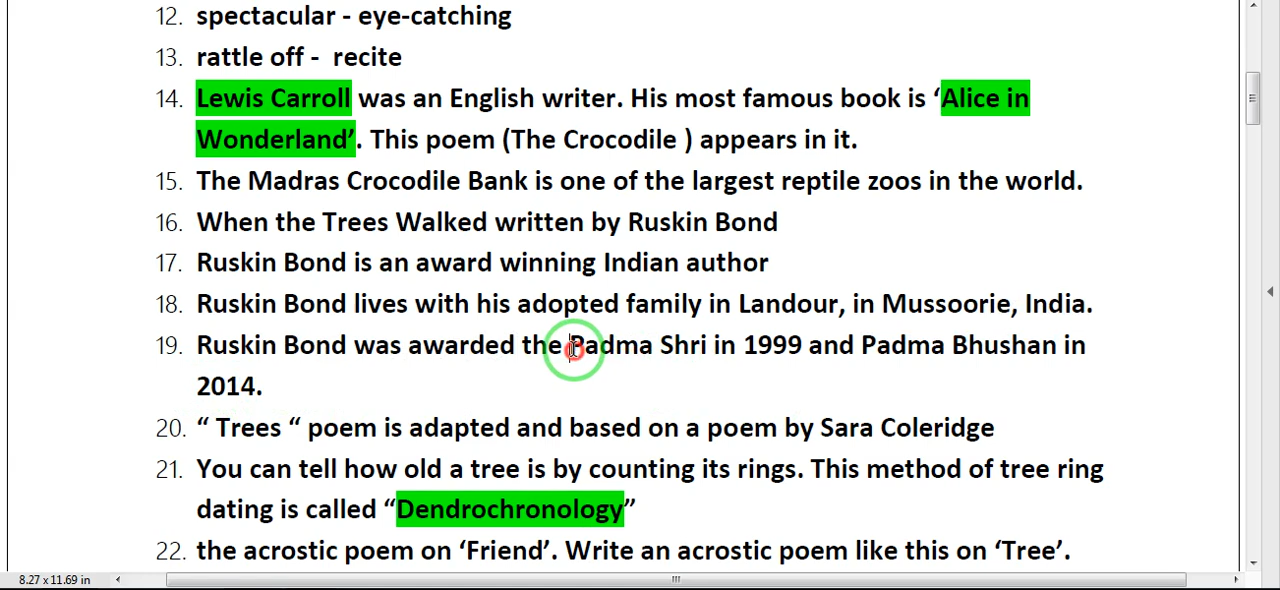 12. spectacular - eye-catching
13. rattle off -  recite
14. Lewis Carroll was an English writer. His most famous book is ‘Alice in
Wonderland’. This poem (The Crocodile ) appears in it.
15. The Madras Crocodile Bank is one of the largest reptile zoos in the world.
16. When the Trees Walked written by Ruskin Bond
17. Ruskin Bond is an award winning Indian author
18. Ruskin Bond lives with his adopted family in Landour, in Mussoorie, India.
19. Ruskin Bond was awarded the Padma Shri in 1999 and Padma Bhushan in
2014.
20. “ Trees “ poem is adapted and based on a poem by Sara Coleridge
21. You can tell how old a tree is by counting its rings. This method of tree ring
dating is called “Dendrochronology”
22. the acrostic poem on ‘Friend’. Write an acrostic poem like this on ‘Tree’.
8.27 x 11.69 in